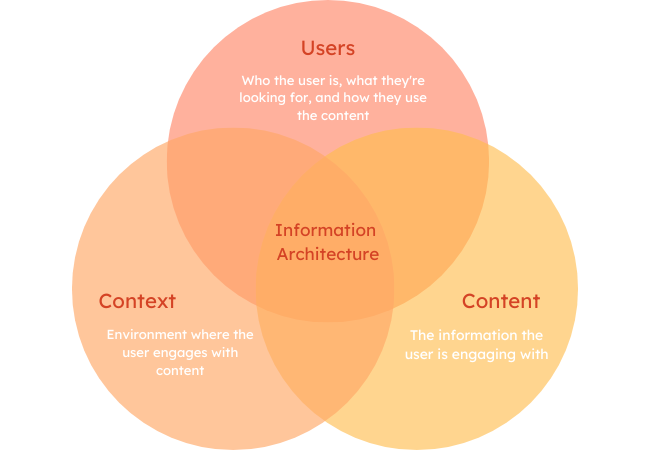 Users
Who the user is, what they're
looking for, and how they use
the content
Information
Architecture
Context
Environment where the
user engages with
content
Content
The information the
user is engaging with